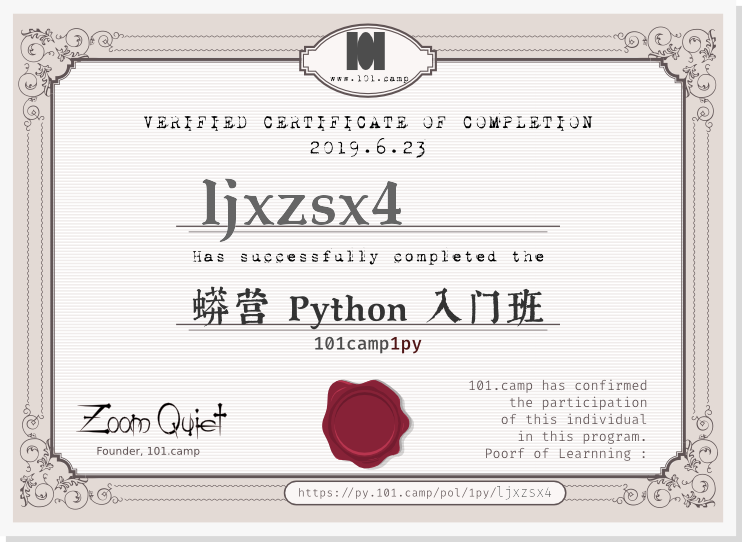 101
www.101.camp
VERIFIED CERTIFICATE OF COMPLETION
2019.6.23
ljxzsx4
Has successfully completed the
蟒营 Python 入门班
101camp1py
101.camp has confirmed
the participation
of this individual
in this program.
Poorf of Learnning :
Zoom Quiet
Founder, 101.camp
https://py.101.camp/pol/1py/ljxzsx4